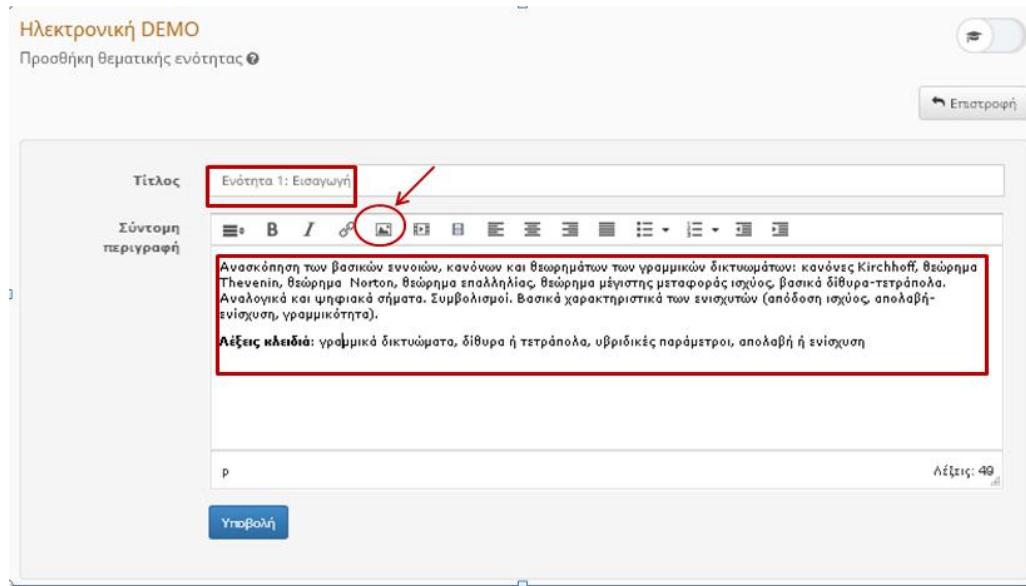 Ηλεκτρονική DEMO
Προσθήκη θεματικής ενότητας
Επιστροφή
Τίτλος
Ενότητα 1: Εισαγωγή
Σύντομη
περιγραφή
B I
Ανασκόπηση των βασικών εννοιών, κανόνων και θεωρημάτων των γραμμικών δικτυωμάτων: κανόνες Kirchhoff, θεώρημα
Thevenin, θεώρημα Norton, θεώρημα επαλληλίας, θεώρημα μέγιστης μεταφοράς ισχύος, βασικά δίθυρα-τετράπολα.
Αναλογικά και ψηφιακά σήματα. Συμβολισμοί. Βασικά χαρακτηριστικά των ενισχυτών (απόδοση ισχύος, απολαβή-
ενίσχυση, γραμμικότητα).
Λέξεις κλειδιά: γραμμικά δικτυώματα, δίθυρα ή τετράπολα, υβριδικές παράμετροι, απολαβή ή ενίσχυση
p
Λέξεις: 49
Υποβολή